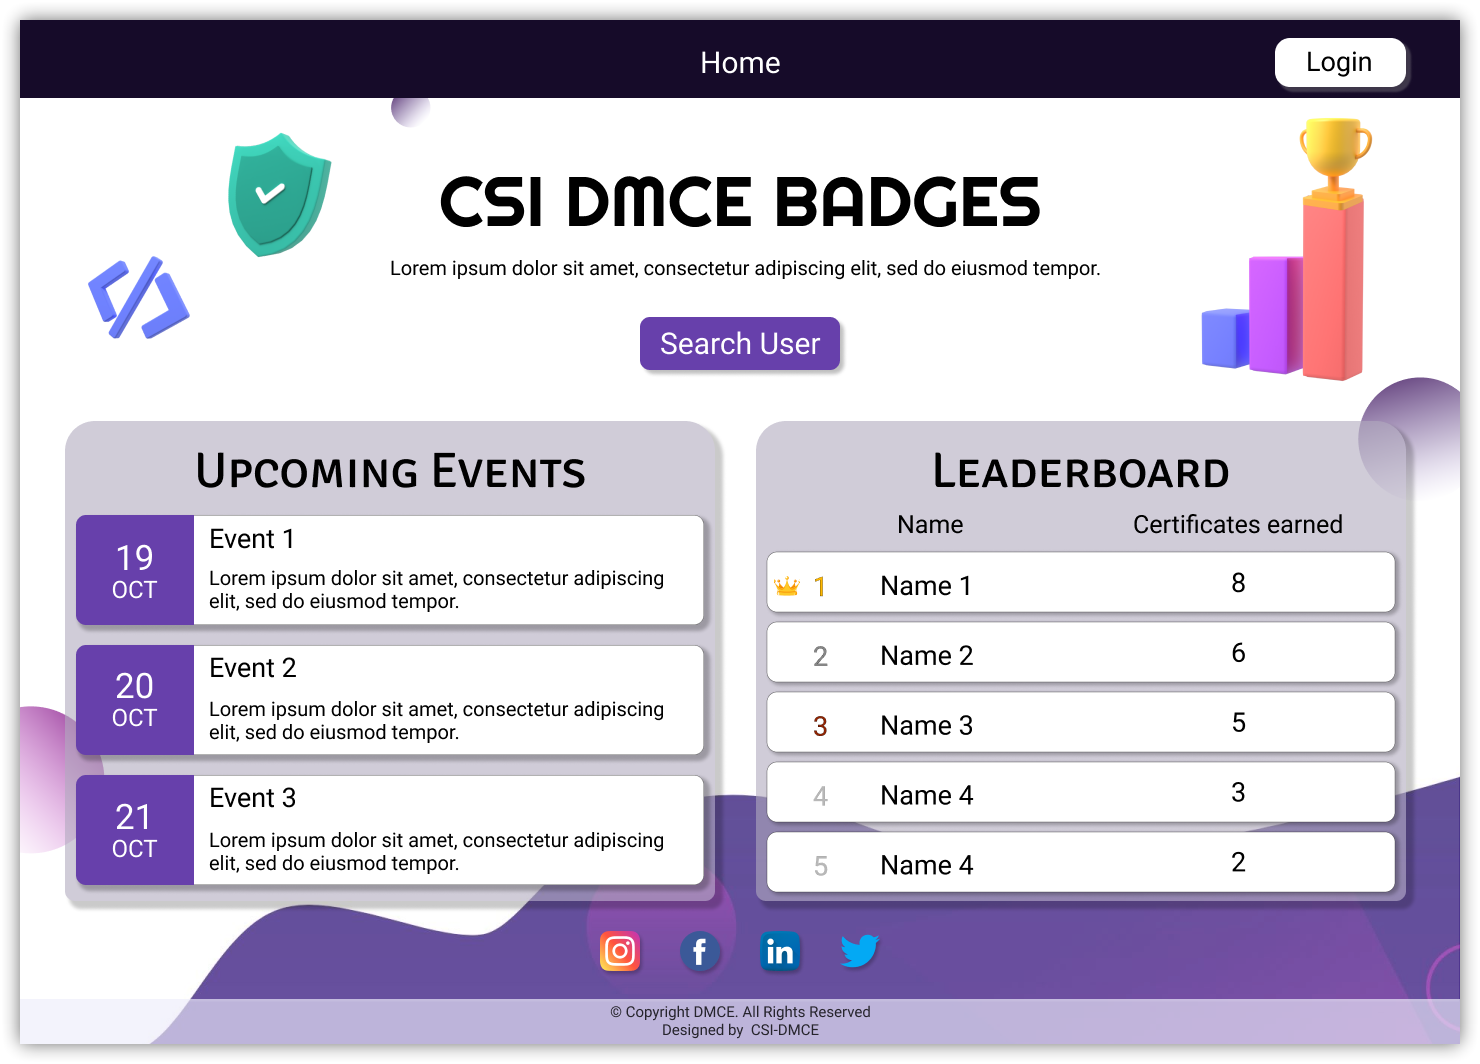 Home
Login
CSI DMCE BADGES
Lorem ipsum dolor sit amet, consectetur adipiscing elit, sed do eiusmod tempor.
Search User
Upcoming Events
19
OCT
Event 1
Lorem ipsum dolor sit amet, consectetur adipiscing
elit, sed do eiusmod tempor.
20
OCT
Event 2
Lorem ipsum dolor sit amet, consectetur adipiscing
elit, sed do eiusmod tempor.
21
OCT
Event 3
Lorem ipsum dolor sit amet, consectetur adipiscing
elit, sed do eiusmod tempor.
Leaderboard
Name Certificates earned
1 Name 1 8
2 Name 2 6
3 Name 3 5
4 Name 4 3
5 Name 4 2
f
in
© Copyright DMCE. All Rights Reserved
Designed by CSI-DMCE